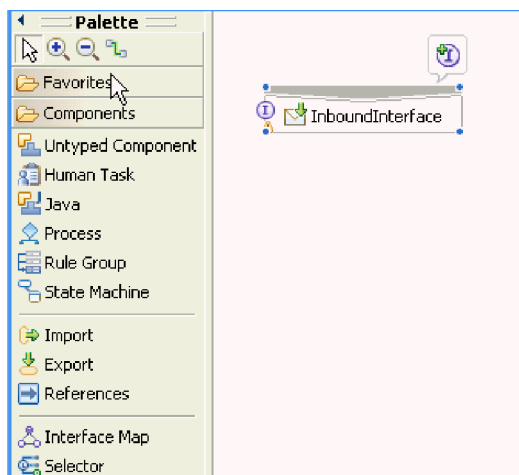 Palette
Favorites
Components
Untyped Component
Human Task
Java
Process
Rule Group
State Machine
Import
Export
References
Interface Map
Selector
InboundInterface